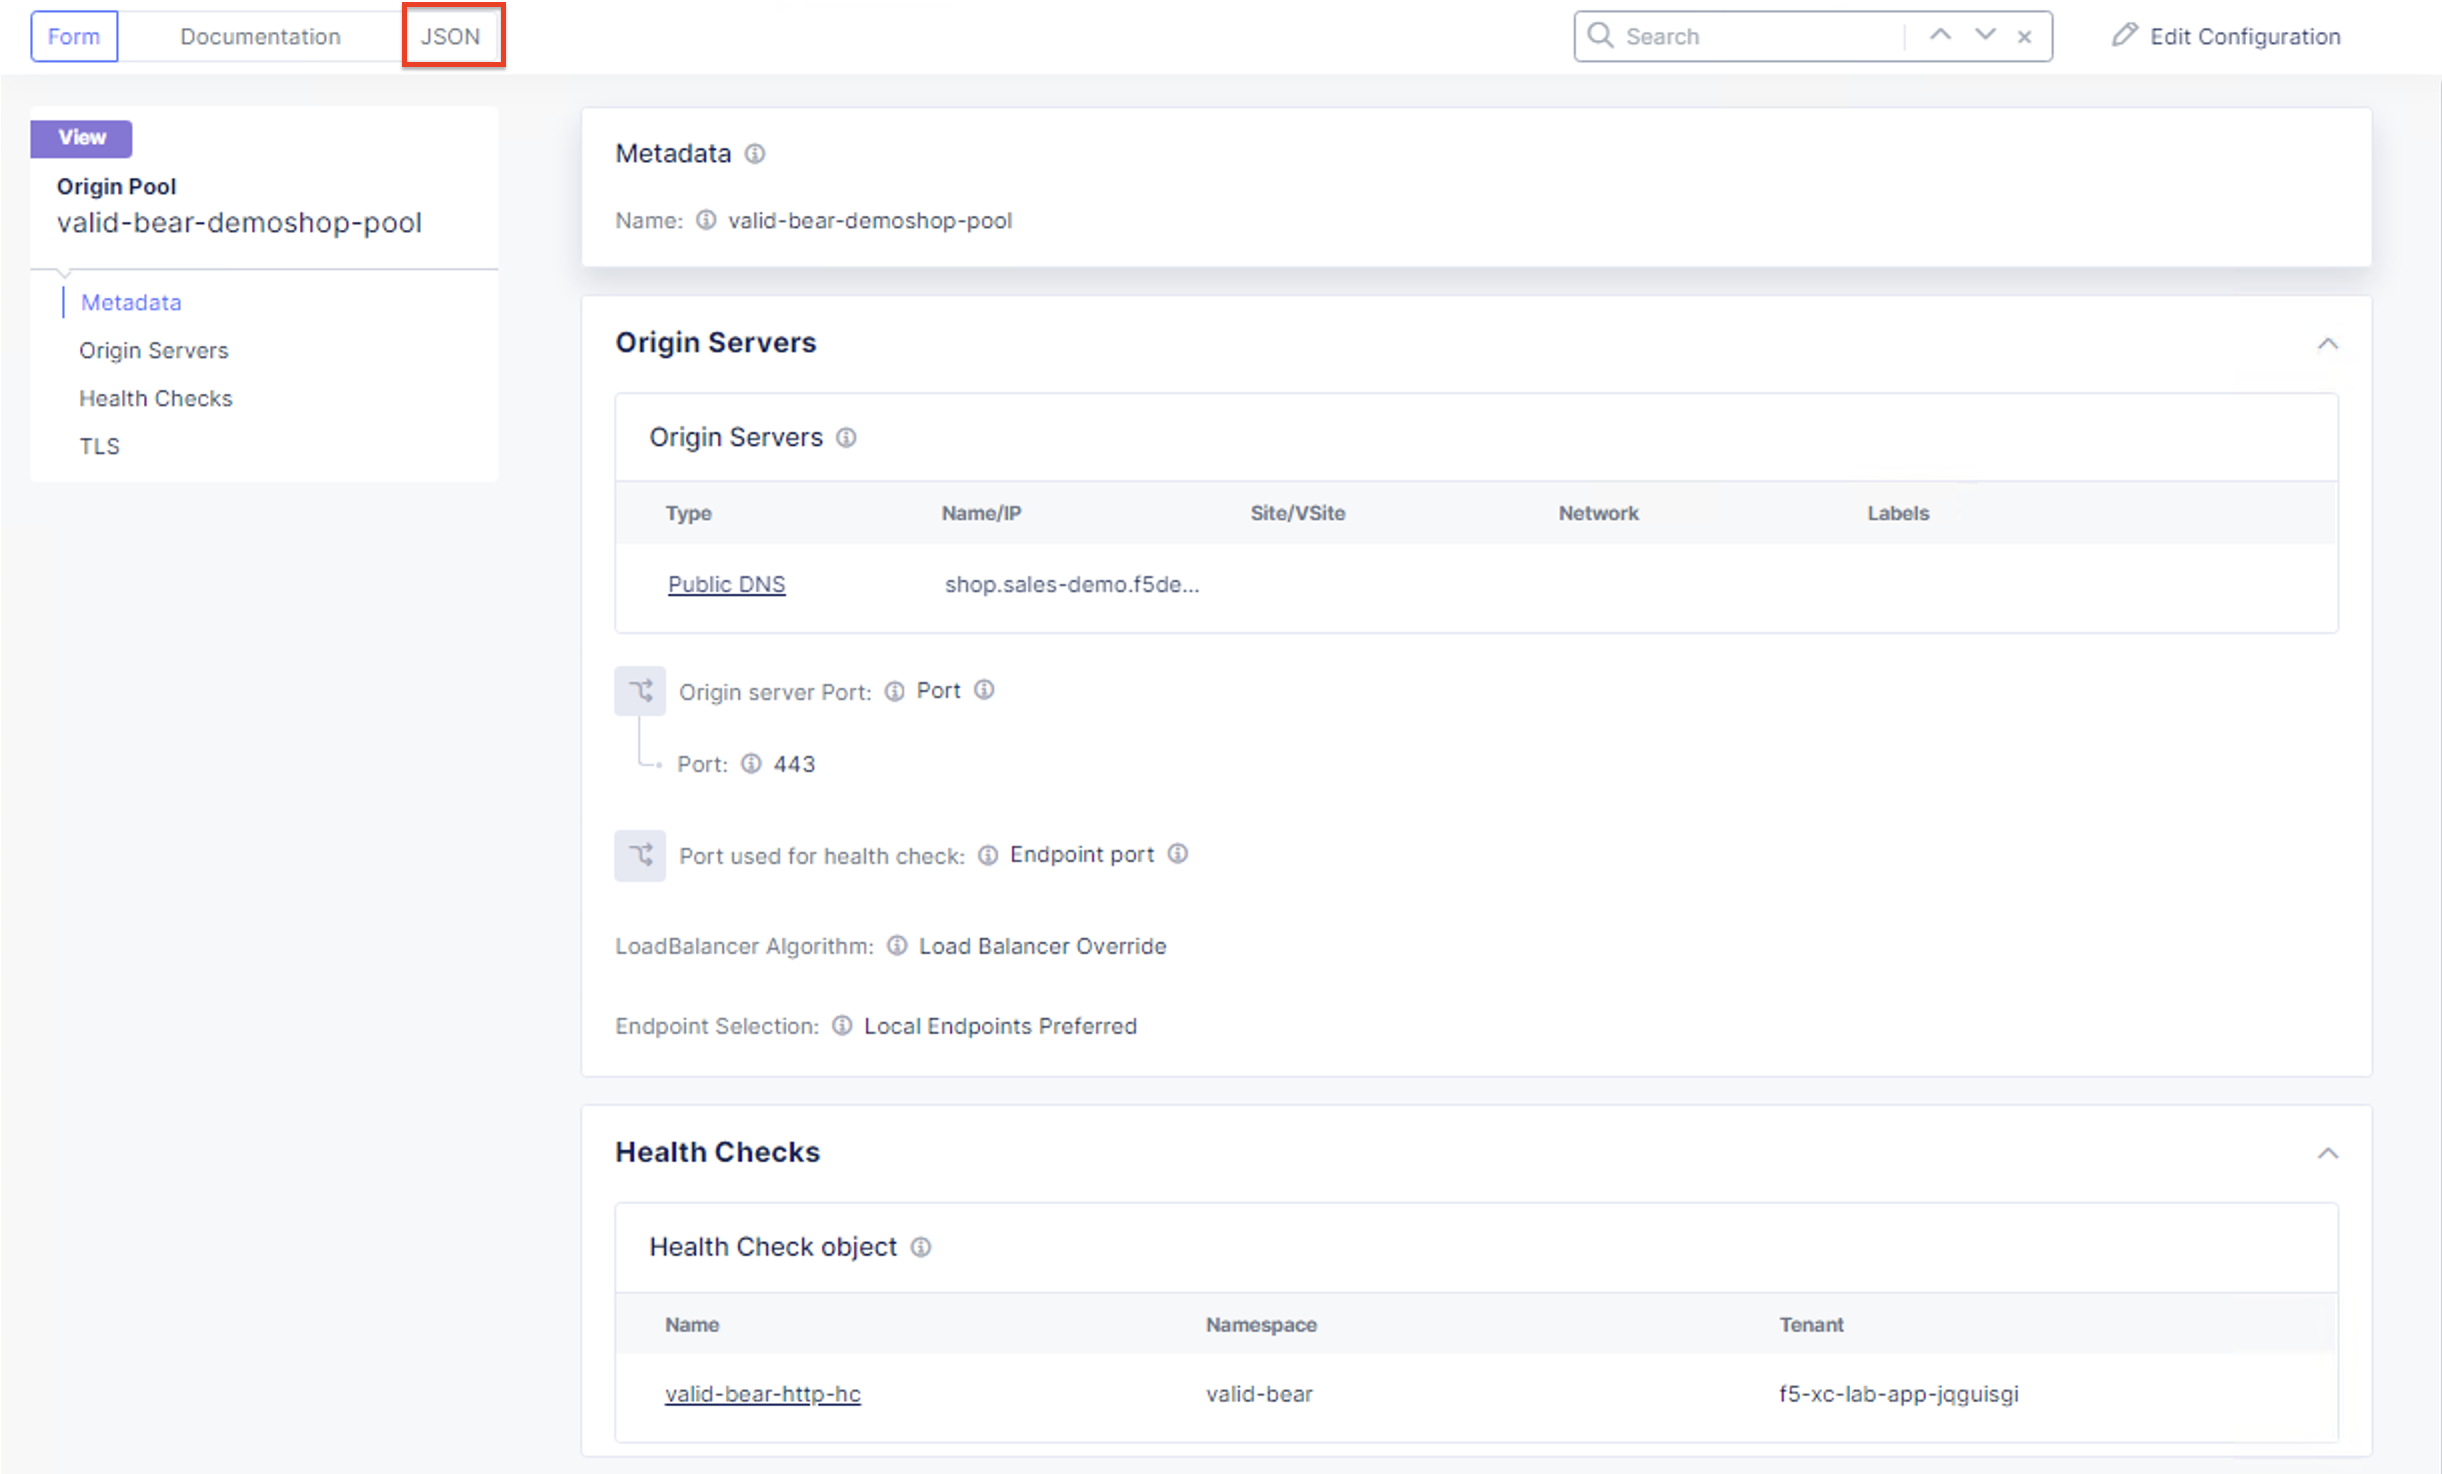 Form
Documentation
JSON
Search
Edit Configuration
View
Origin Pool
valid-bear-demoshop-pool
Metadata
Origin Servers
Health Checks
TLS
Metadata
Name: valid-bear-demoshop-pool
Origin Servers
Origin Servers
Type Name/IP Site/VSite Network Labels
Public DNS shop.sales-demo.f5de...
Origin server Port: Port
Port: 443
Port used for health check: Endpoint port
LoadBalancer Algorithm: Load Balancer Override
Endpoint Selection: Local Endpoints Preferred
Health Checks
Health Check object
Name Namespace Tenant
valid-bear-http-hc valid-bear f5-xc-lab-app-jqguisgi